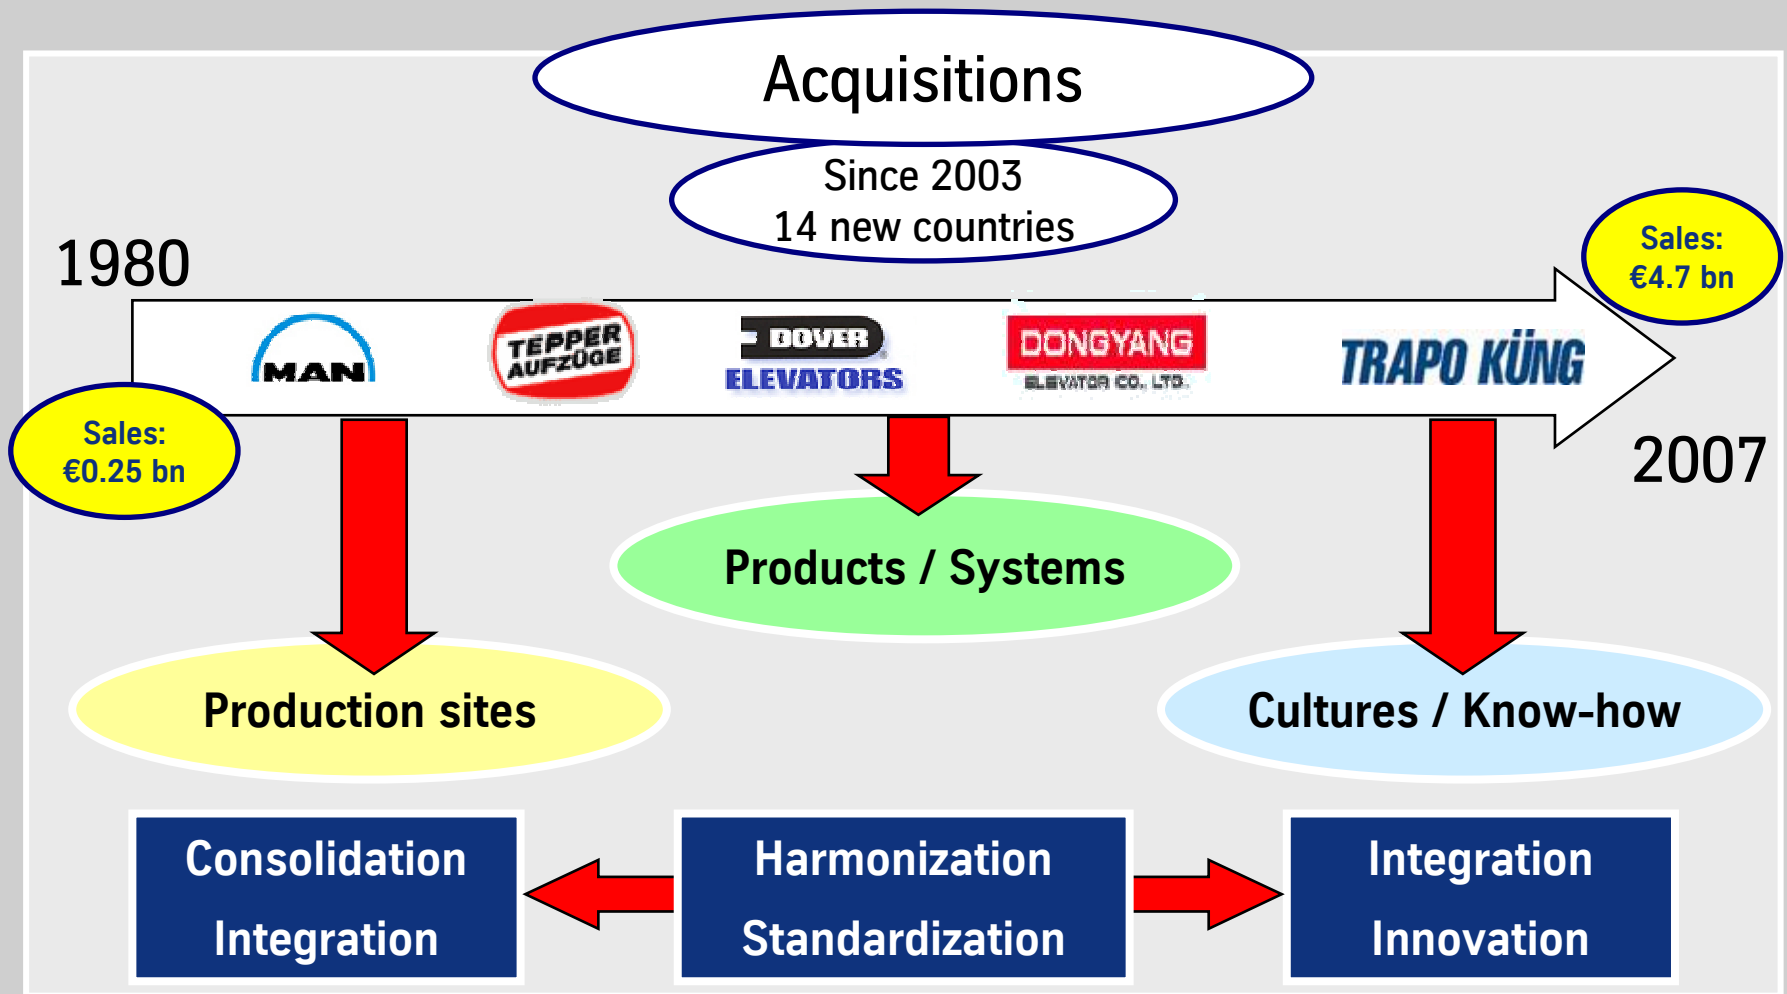 Acquisitions
Since 2003
14 new countries
1980
Sales:
€4.7 bn
MAN
TEPPER
AUFZÜGE
DOVER
ELEVATORS
DONGYANG
ELEVATOR CO., LTD.
TRAPO KÜNG
Sales:
€0.25 bn
2007
Products / Systems
Production sites
Cultures / Know-how
Consolidation
Integration
Harmonization
Standardization
Integration
Innovation